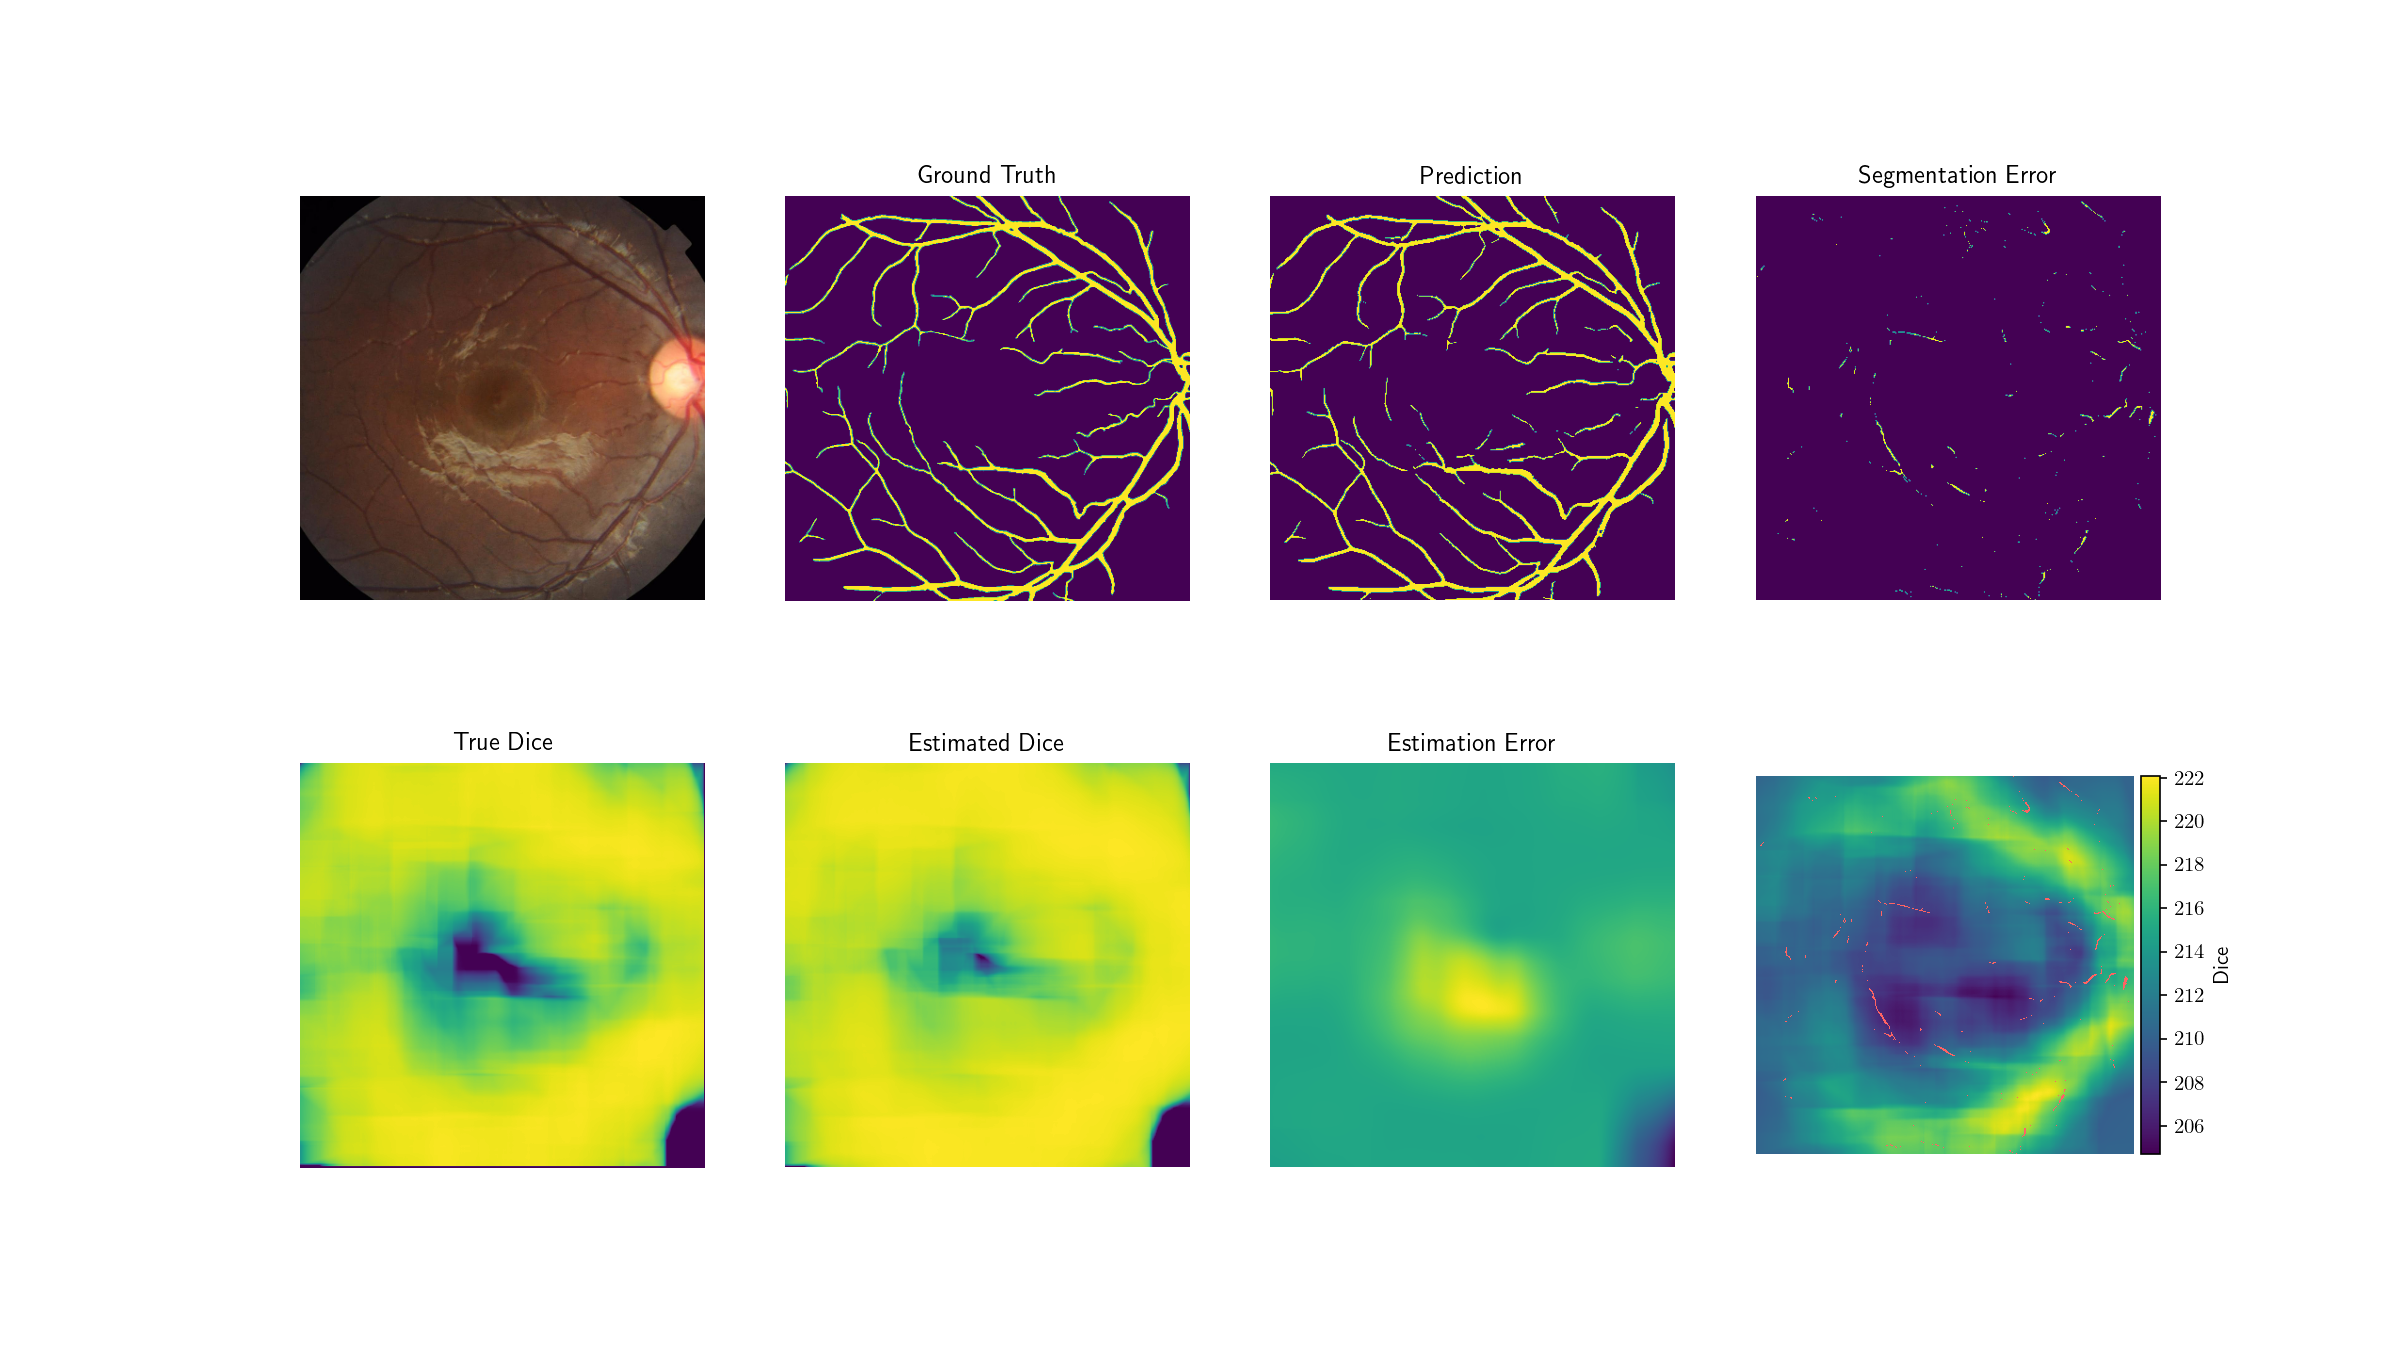 Ground Truth
Prediction
Segmentation Error
True Dice
Estimated Dice
Estimation Error
222
220
218
216
214
212
210
208
206
Dice